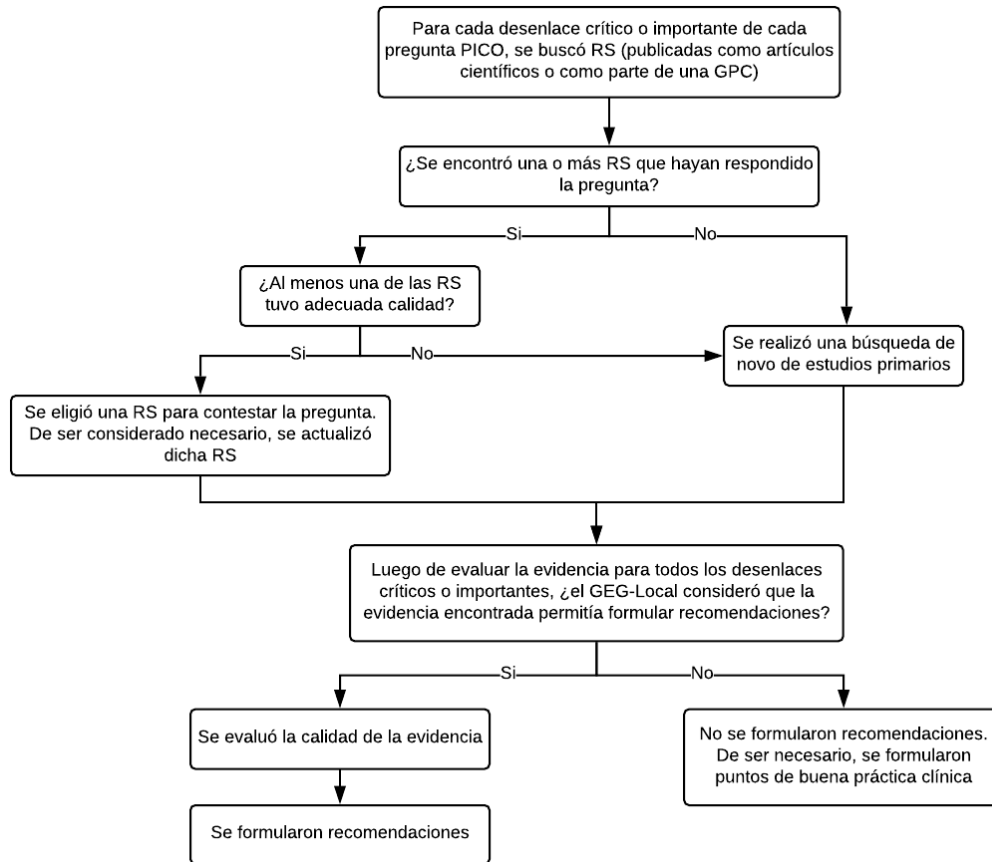 Para cada desenlace crítico o importante de cada
pregunta PICO, se buscó RS (publicadas como artículos
científicos o como parte de una GPC)
¿Se encontró una o más RS que hayan respondido
la pregunta?
Si
No
¿Al menos una de las RS
tuvo adecuada calidad?
Si
No
Se realizó una búsqueda de
novo de estudios primarios
Se eligió una RS para contestar la pregunta.
De ser considerado necesario, se actualizó
dicha RS
Luego de evaluar la evidencia para todos los desenlaces
críticos o importantes, ¿el GEG-Local consideró que la
evidencia encontrada permitía formular recomendaciones?
Si
No
Se evaluó la calidad de la evidencia
No se formularon recomendaciones.
De ser necesario, se formularon
puntos de buena práctica clínica
Se formularon recomendaciones